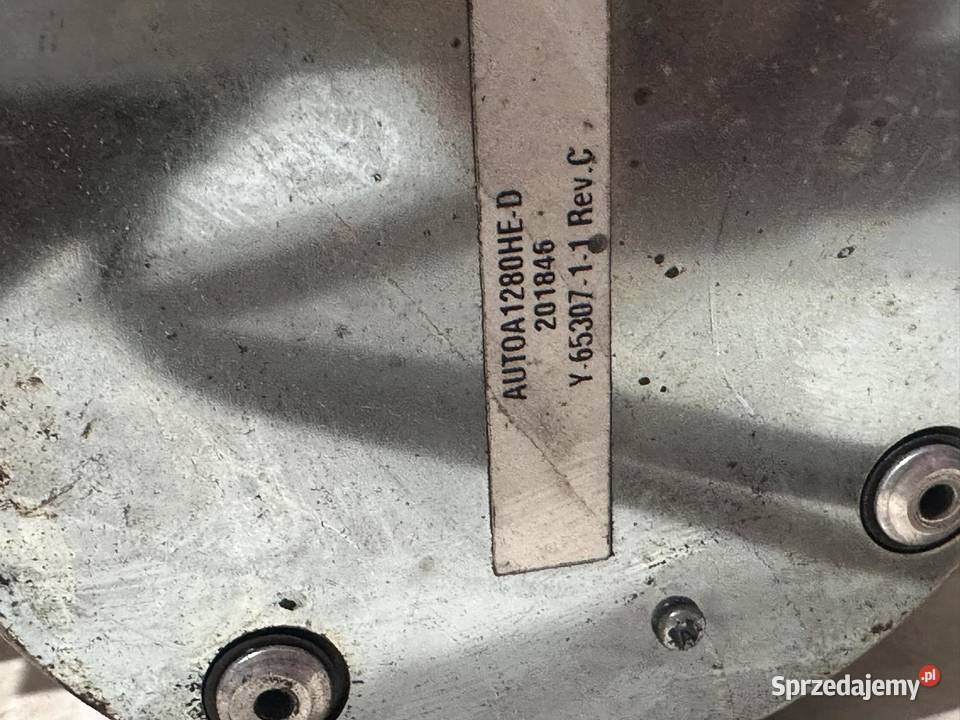 AUTOA1280HE-D
201846
Y-65307-1-1 Rev.C
Sprzedajemy.pl